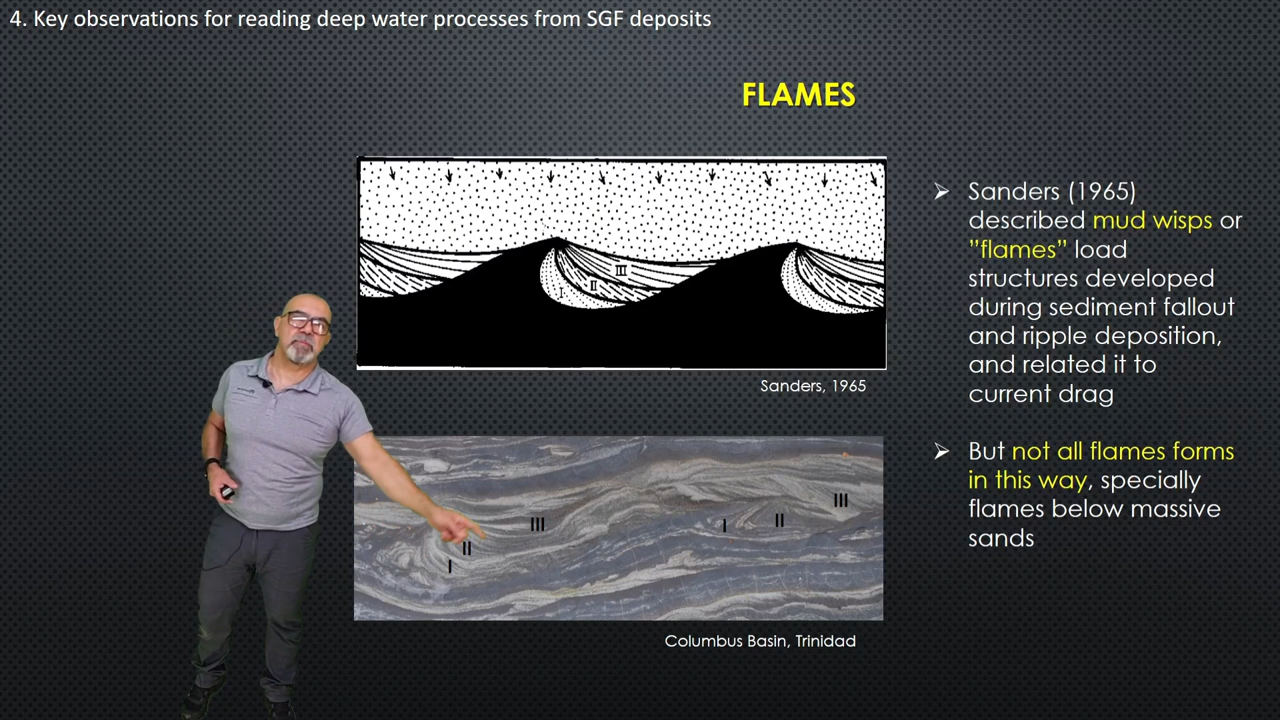 4. Key observations for reading deep water processes from SGF deposits
FLAMES
III
II
I
Sanders, 1965
III
II
I
I
II
III
Columbus Basin, Trinidad
➢ Sanders (1965)
described mud wisps or
”flames” load
structures developed
during sediment fallout
and ripple deposition,
and related it to
current drag
➢ But not all flames forms
in this way, specially
flames below massive
sands